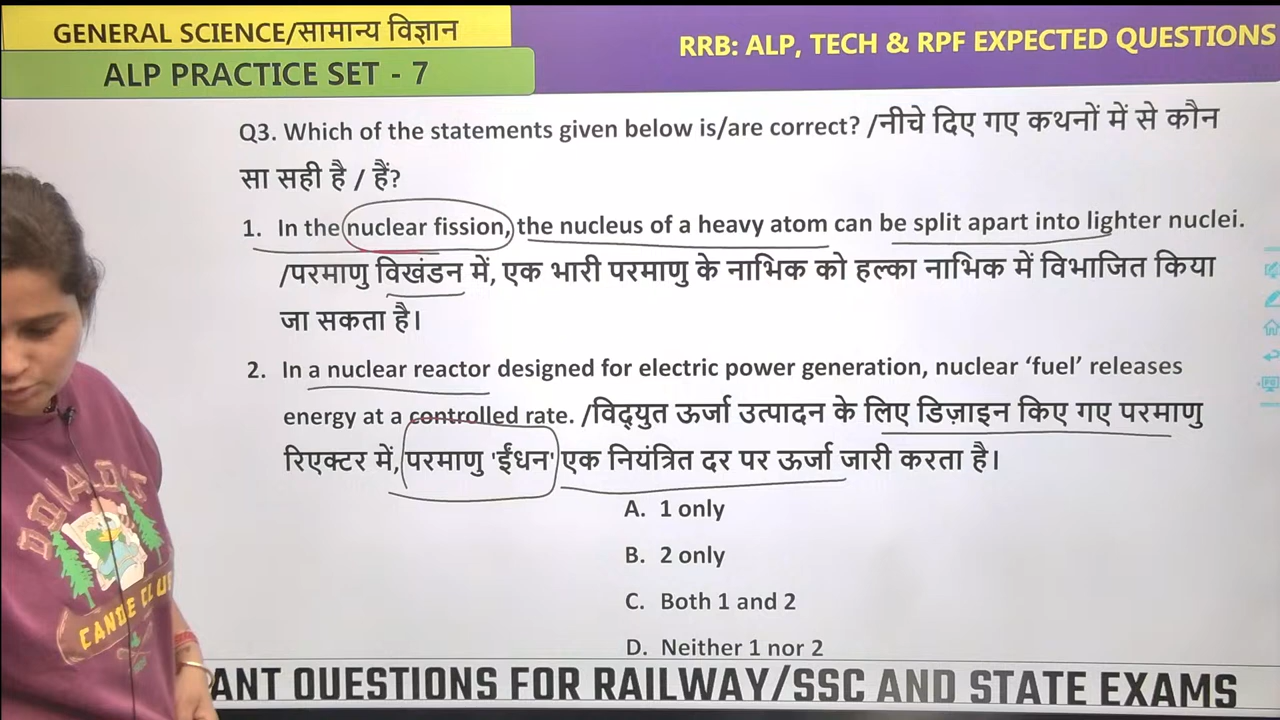 GENERAL SCIENCE/सामान्य विज्ञान
ALP PRACTICE SET - 7
RRB: ALP, TECH & RPF EXPECTED QUESTIONS
Q3. Which of the statements given below is/are correct? /नीचे दिए गए कथनों में से कौन
सा सही है / हैं?
1. In the nuclear fission, the nucleus of a heavy atom can be split apart into lighter nuclei.
/परमाणु विखंडन में, एक भारी परमाणु के नाभिक को हल्का नाभिक में विभाजित किया
जा सकता है।
2. In a nuclear reactor designed for electric power generation, nuclear ‘fuel’ releases
energy at a controlled rate. /विद्युत ऊर्जा उत्पादन के लिए डिज़ाइन किए गए परमाणु
रिएक्टर में, परमाणु 'ईंधन' एक नियंत्रित दर पर ऊर्जा जारी करता है।
A. 1 only
B. 2 only
C. Both 1 and 2
D. Neither 1 nor 2
DDIALDST
CANOE CLUB
ANT QUESTIONS FOR RAILWAY/SSC AND STATE EXAMS